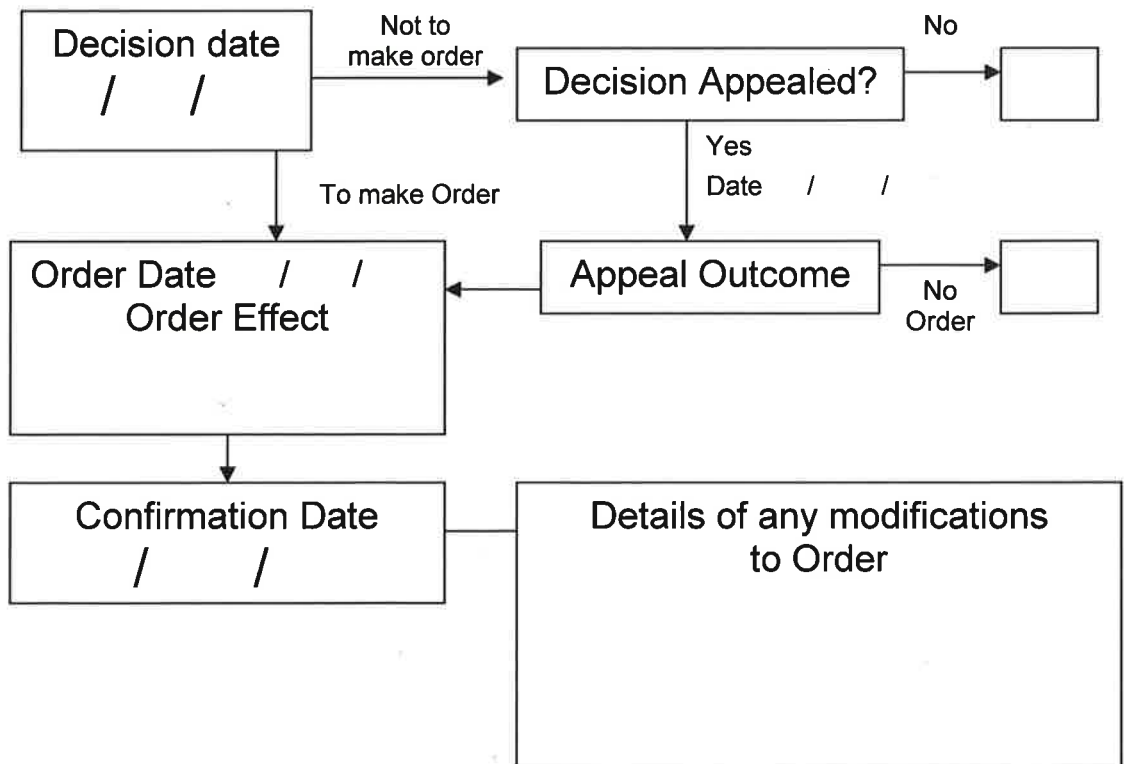 Decision date
/ /
Not to
make order
Decision Appealed?
No
Yes
Date / /
To make Order
Order Date / /
Order Effect
Appeal Outcome
No
Order
Confirmation Date
/ /
Details of any modifications
to Order